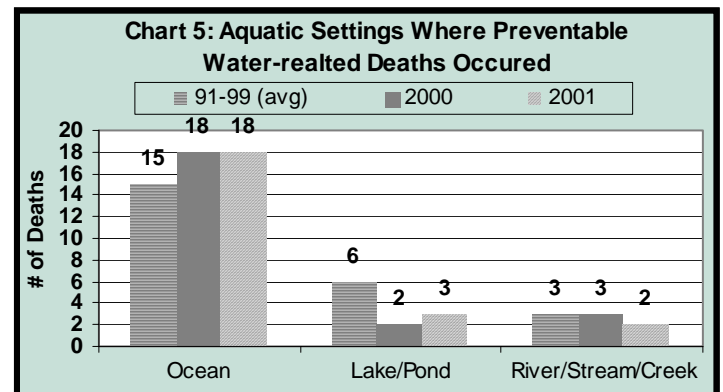 Chart 5: Aquatic Settings Where Preventable
Water-realted Deaths Occured
91-99 (avg) 2000 2001
# of Deaths
20
18
16
14
12
10
8
6
4
2
0
15 18 18
6 2 3
3 3 2
Ocean Lake/Pond River/Stream/Creek